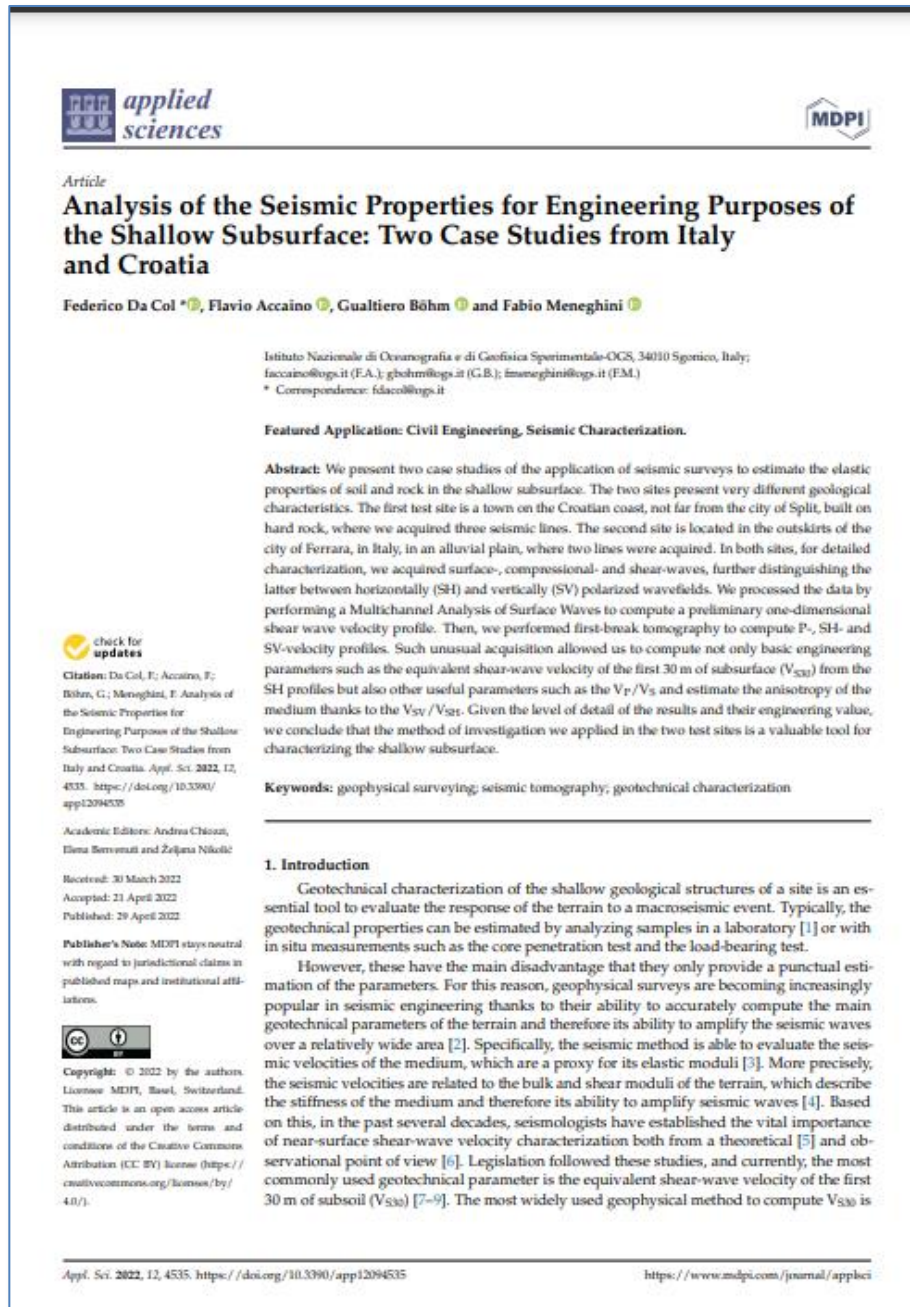 applied
sciences
MDPI
Article
Analysis of the Seismic Properties for Engineering Purposes of
the Shallow Subsurface: Two Case Studies from Italy
and Croatia
Federico Da Col *, Flavio Accaino, Gualtiero Böhm and Fabio Meneghini
Istituto Nazionale di Oceanografia e di Geofisica Sperimentale-OGS, 34010 Sgonico, Italy;
faccaino@ogs.it (F.A.); gbohm@ogs.it (G.B.); fmeneghini@ogs.it (F.M.)
* Correspondence: fdacol@ogs.it
Featured Application: Civil Engineering, Seismic Characterization.
Abstract: We present two case studies of the application of seismic surveys to estimate the elastic
properties of soil and rock in the shallow subsurface. The two sites present very different geological
characteristics. The first test site is a town on the Croatian coast, not far from the city of Split, built on
hard rock, where we acquired three seismic lines. The second site is located in the outskirts of the
city of Ferrara, in Italy, in an alluvial plain, where two lines were acquired. In both sites, for detailed
characterization, we acquired surface-, compressional- and shear-waves, further distinguishing the
latter between horizontally (SH) and vertically (SV) polarized wavefields. We processed the data by
performing a Multichannel Analysis of Surface Waves to compute a preliminary one-dimensional
shear wave velocity profile. Then, we performed first-break tomography to compute P-, SH- and
SV-velocity profiles. Such unusual acquisition allowed us to compute not only basic engineering
parameters such as the equivalent shear-wave velocity of the first 30 m of subsurface (VS30) from the
SH profiles but also other useful parameters such as the VP/VS and estimate the anisotropy of the
medium thanks to the VSV/VSH. Given the level of detail of the results and their engineering value,
we conclude that the method of investigation we applied in the two test sites is a valuable tool for
characterizing the shallow subsurface.
Keywords: geophysical surveying; seismic tomography; geotechnical characterization
check for
updates
Citation: Da Col, F.; Accaino, F.;
Böhm, G.; Meneghini, F. Analysis of
the Seismic Properties for
Engineering Purposes of the Shallow
Subsurface: Two Case Studies from
Italy and Croatia. Appl. Sci. 2022, 12,
4535. https://doi.org/10.3390/
app12094535
Academic Editors: Andrea Chiozzi,
Elena Benvenuti and Željana Nikolić
Received: 30 March 2022
Accepted: 21 April 2022
Published: 29 April 2022
Publisher's Note: MDPI stays neutral
with regard to jurisdictional claims in
published maps and institutional affil-
iations.
cc
BY
Copyright: © 2022 by the authors.
Licensee MDPI, Basel, Switzerland.
This article is an open access article
distributed under the terms and
conditions of the Creative Commons
Attribution (CC BY) license (https://
creativecommons.org/licenses/by/
4.0/).
1. Introduction
Geotechnical characterization of the shallow geological structures of a site is an es-
sential tool to evaluate the response of the terrain to a macroseismic event. Typically, the
geotechnical properties can be estimated by analyzing samples in a laboratory [1] or with
in situ measurements such as the core penetration test and the load-bearing test.
However, these have the main disadvantage that they only provide a punctual esti-
mation of the parameters. For this reason, geophysical surveys are becoming increasingly
popular in seismic engineering thanks to their ability to accurately compute the main
geotechnical parameters of the terrain and therefore its ability to amplify the seismic waves
over a relatively wide area [2]. Specifically, the seismic method is able to evaluate the seis-
mic velocities of the medium, which are a proxy for its elastic moduli [3]. More precisely,
the seismic velocities are related to the bulk and shear moduli of the terrain, which describe
the stiffness of the medium and therefore its ability to amplify seismic waves [4]. Based
on this, in the past several decades, seismologists have established the vital importance
of near-surface shear-wave velocity characterization both from a theoretical [5] and ob-
servational point of view [6]. Legislation followed these studies, and currently, the most
commonly used geotechnical parameter is the equivalent shear-wave velocity of the first
30 m of subsoil (VS30) [7–9]. The most widely used geophysical method to compute VS30 is
Appl. Sci. 2022, 12, 4535. https://doi.org/10.3390/app12094535
https://www.mdpi.com/journal/applsci